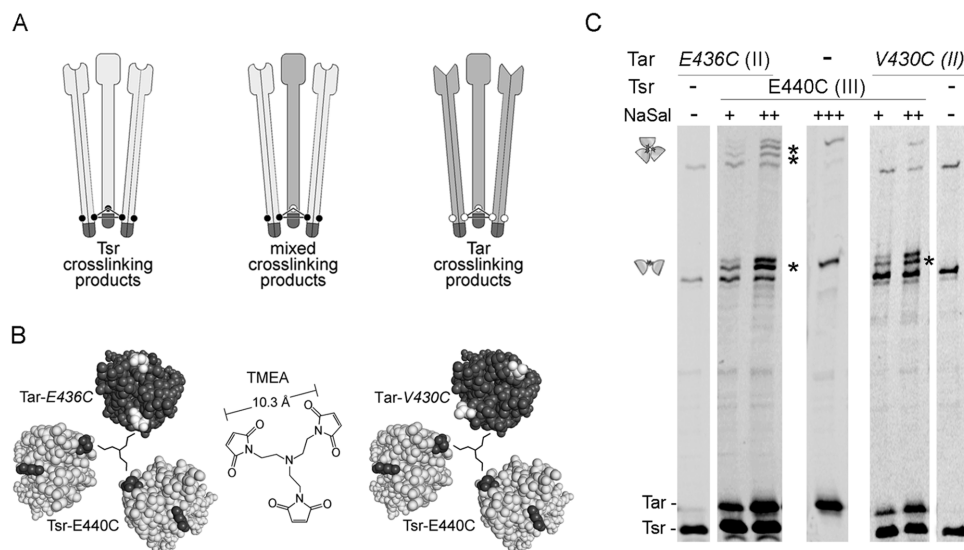 A
Tsr
crosslinking
products
mixed
crosslinking
products
Tar
crosslinking
products
B
Tar-E436C
Tsr-E440C
TMEA
10.3 Å
O
O
O
O
N
N
N
N
O
O
Tar-V430C
Tsr-E440C
C
Tar E436C (II) - V430C (II)
Tsr - E440C (III) -
NaSal - + ++ +++ + ++ -
*
*
*
*
Tar -
Tsr -